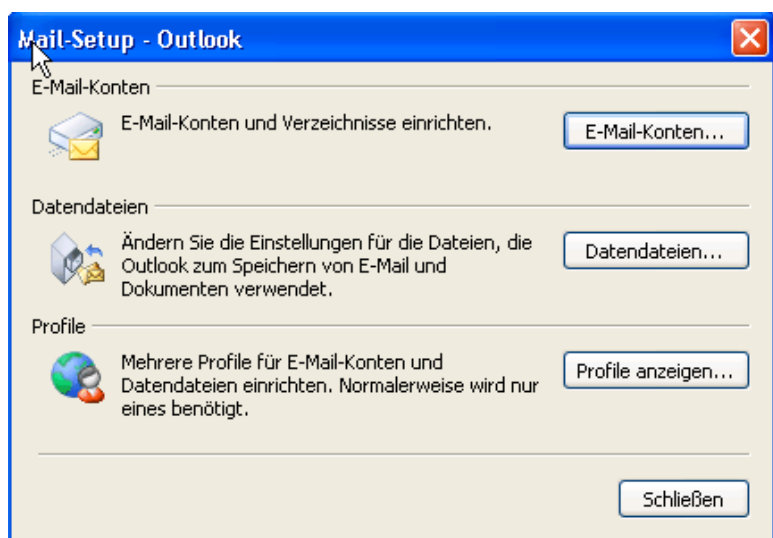 Mail-Setup - Outlook
E-Mail-Konten
E-Mail-Konten und Verzeichnisse einrichten.
E-Mail-Konten...
Datendateien
Ändern Sie die Einstellungen für die Dateien, die
Outlook zum Speichern von E-Mail und
Dokumenten verwendet.
Datendateien...
Profile
Mehrere Profile für E-Mail-Konten und
Datendateien einrichten. Normalerweise wird nur
eines benötigt.
Profile anzeigen...
Schließen